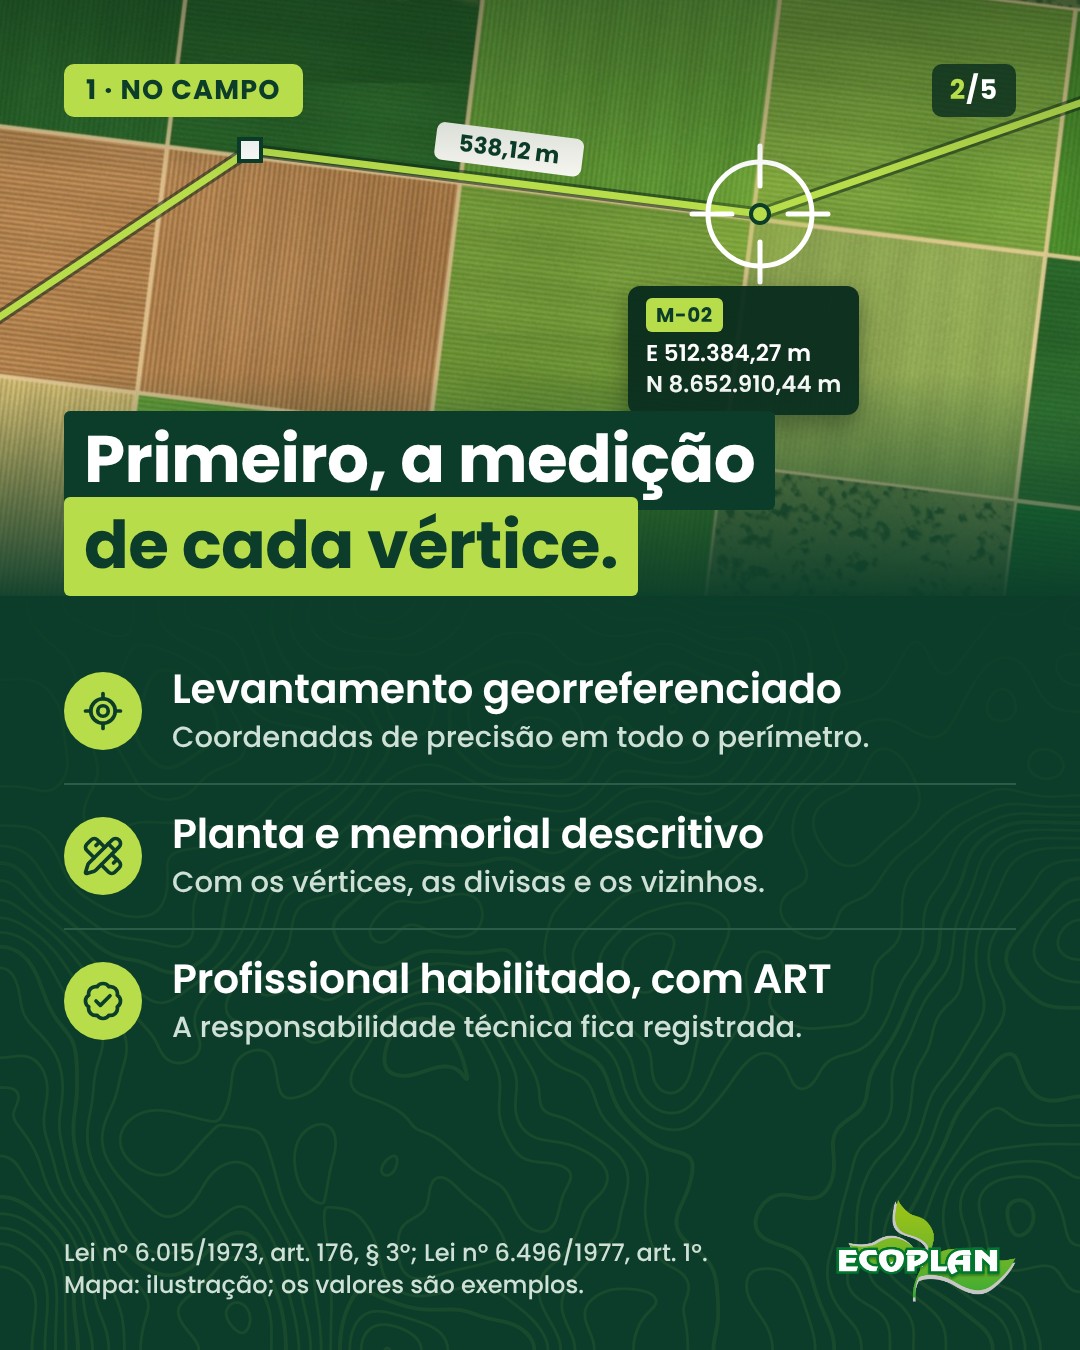 1 · NO CAMPO
2/5
538,12 m
M-02
E 512.384,27 m
N 8.652.910,44 m
Primeiro, a medição
de cada vértice.
Levantamento georreferenciado
Coordenadas de precisão em todo o perímetro.
Planta e memorial descritivo
Com os vértices, as divisas e os vizinhos.
Profissional habilitado, com ART
A responsabilidade técnica fica registrada.
Lei nº 6.015/1973, art. 176, § 3º; Lei nº 6.496/1977, art. 1º.
Mapa: ilustração; os valores são exemplos.
ECOPLAN